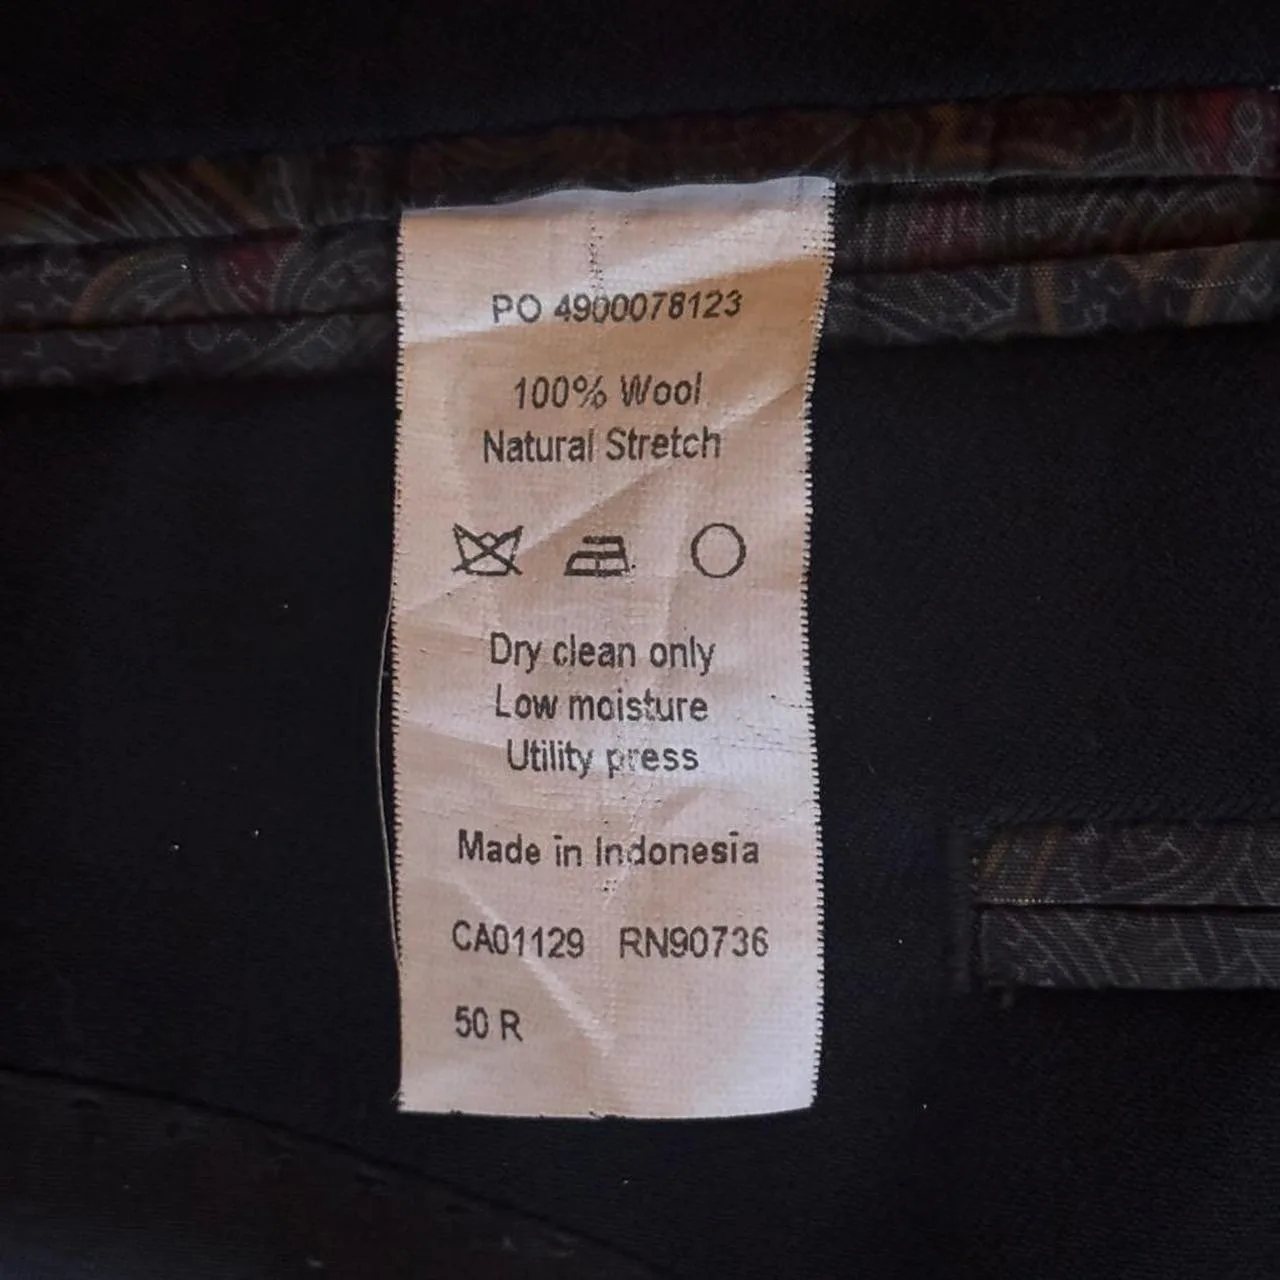 PO 4900078123
100% Wool
Natural Stretch
Dry clean only
Low moisture
Utility press
Made in Indonesia
CA01129 RN90736
50 R